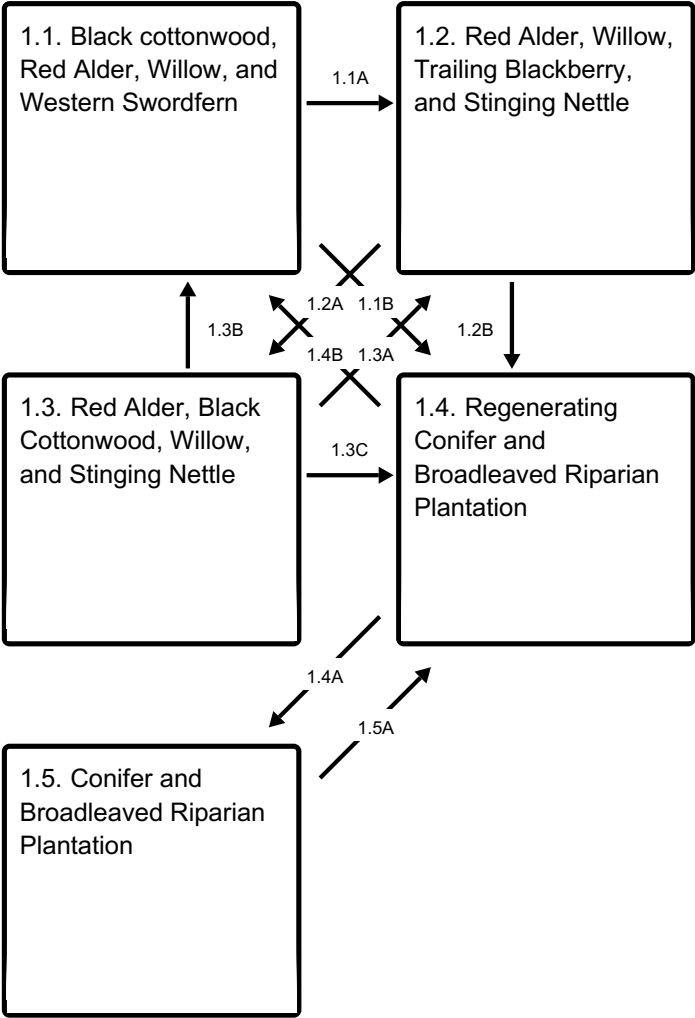 1.1. Black cottonwood,
Red Alder, Willow, and
Western Swordfern
1.1A
1.2. Red Alder, Willow,
Trailing Blackberry,
and Stinging Nettle
1.2A
1.1B
1.3B
1.2B
1.4B
1.3A
1.3. Red Alder, Black
Cottonwood, Willow,
and Stinging Nettle
1.3C
1.4. Regenerating
Conifer and
Broadleaved Riparian
Plantation
1.4A
1.5A
1.5. Conifer and
Broadleaved Riparian
Plantation